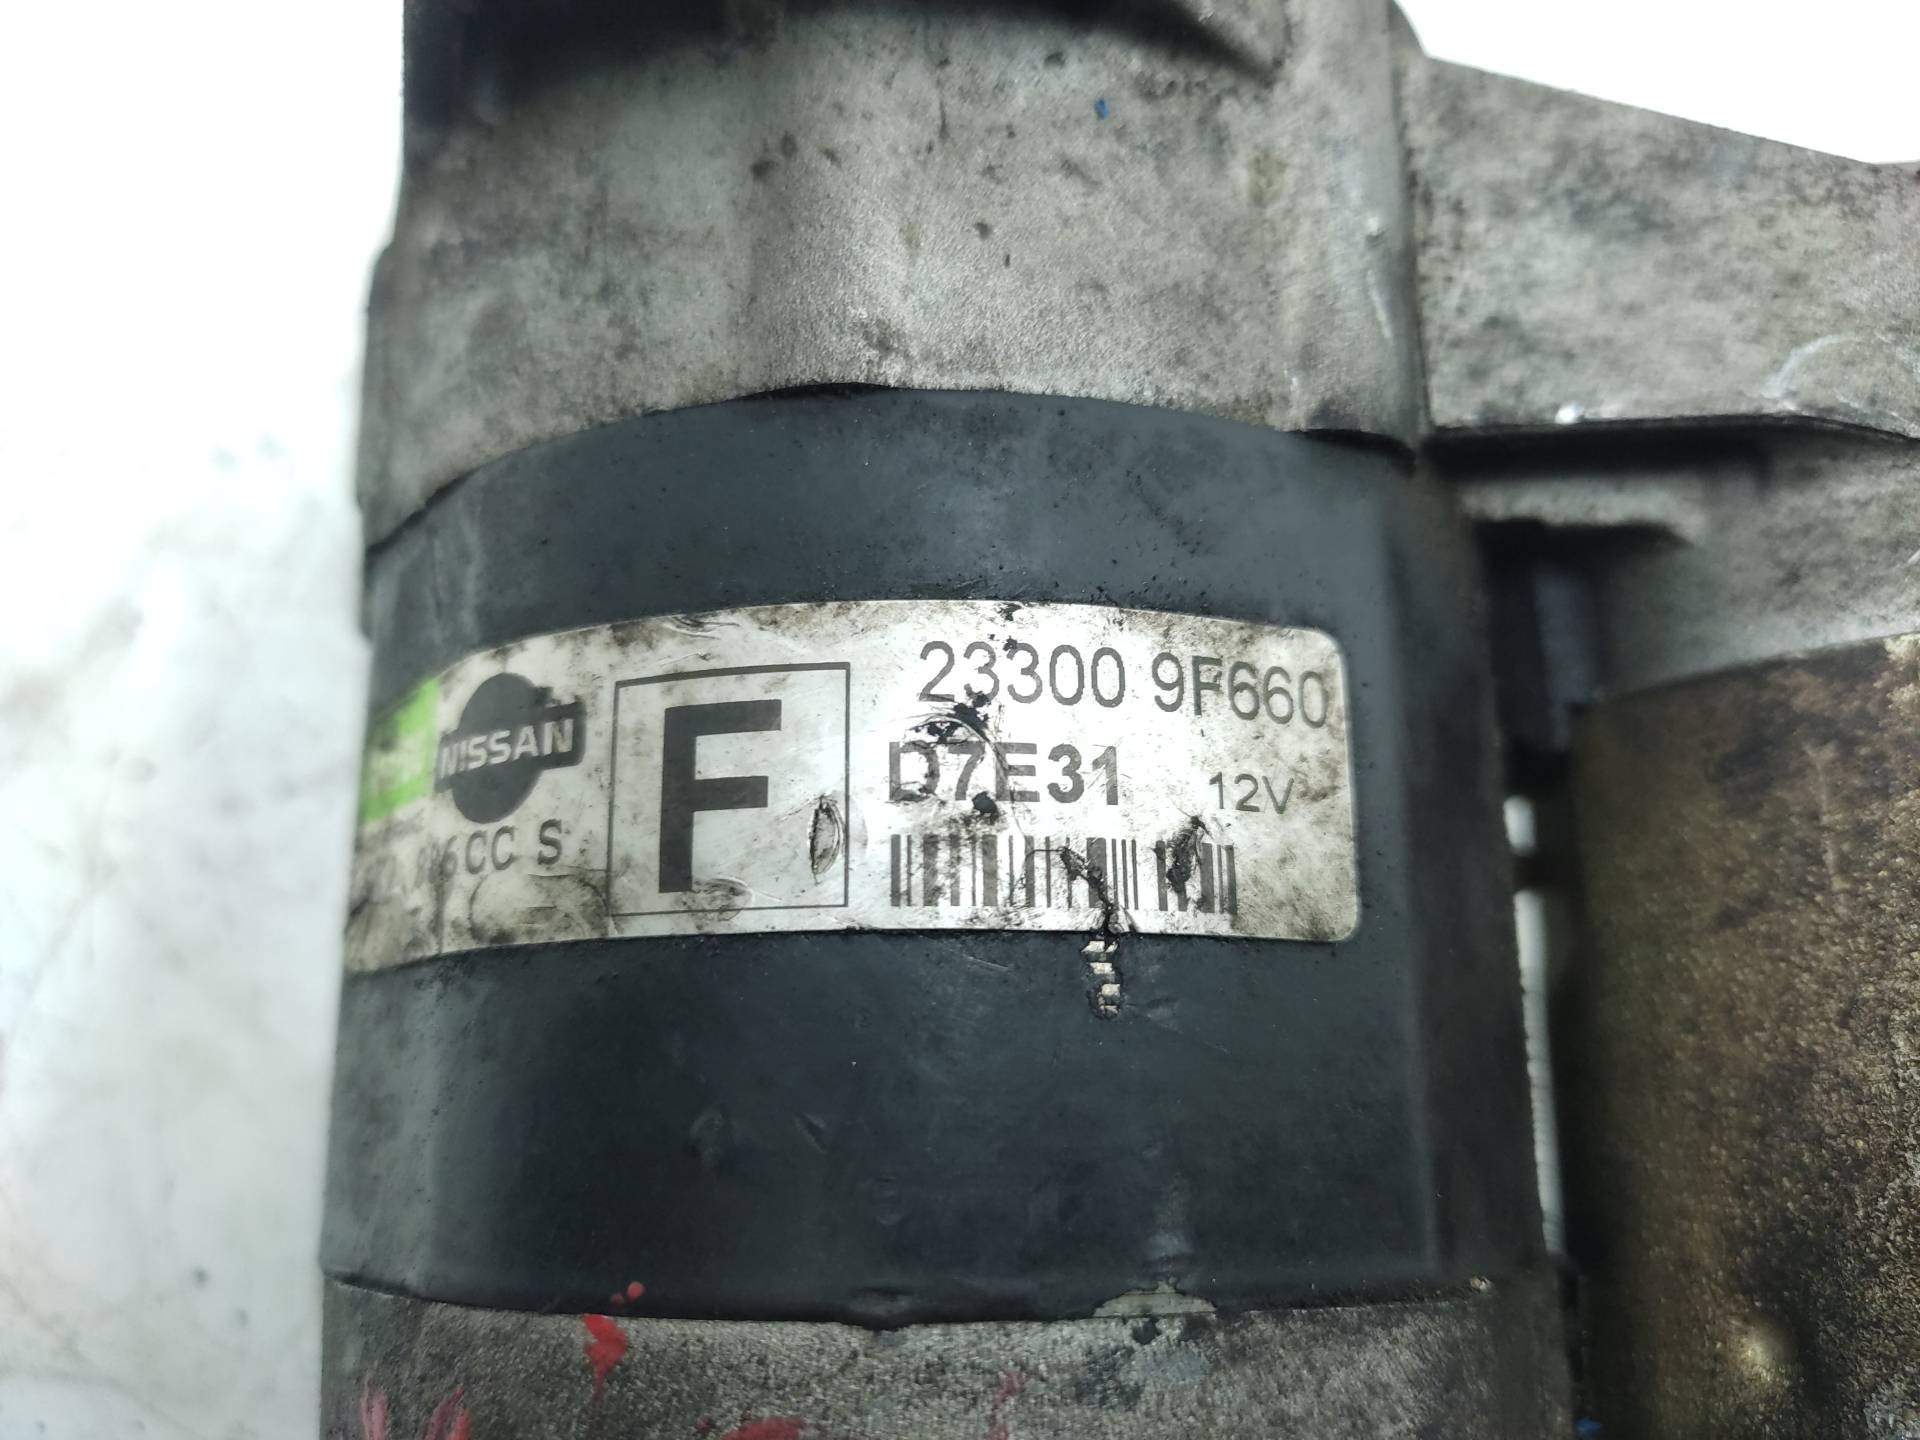 23300 9F660
NISSAN
F
D7E31
12V
CC S